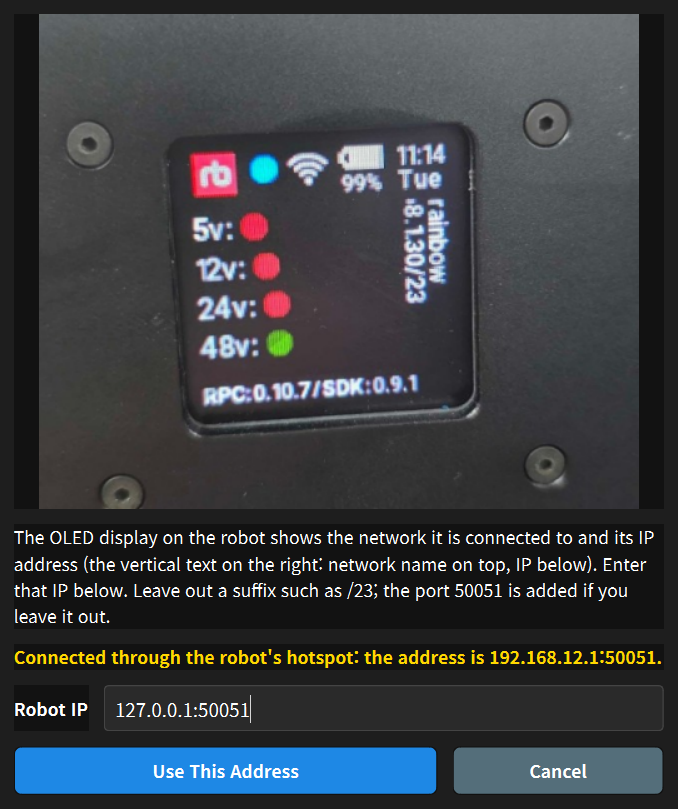 rb
99%
11:14
Tue
5v:
12v:
24v:
48v:
rainbow
8.1.30/23
RPC:0.10.7/SDK:0.9.1
The OLED display on the robot shows the network it is connected to and its IP
address (the vertical text on the right: network name on top, IP below). Enter
that IP below. Leave out a suffix such as /23; the port 50051 is added if you
leave it out.
Connected through the robot's hotspot: the address is 192.168.12.1:50051.
Robot IP
127.0.0.1:50051
Use This Address
Cancel